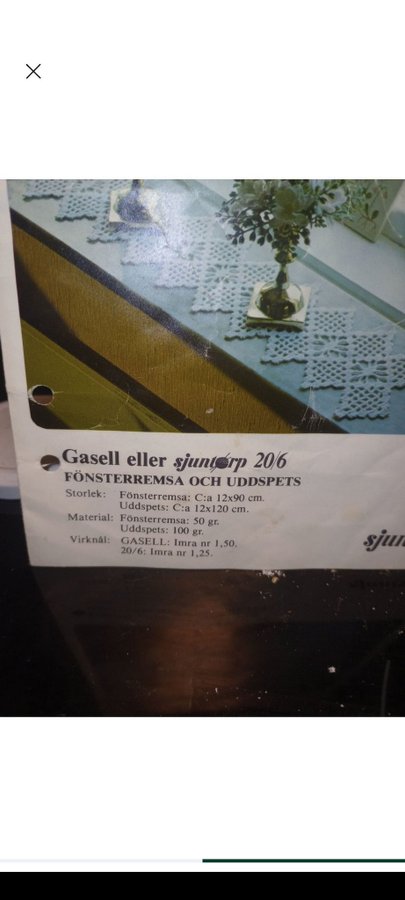 Gasell eller sjuntorp 20/6
FÖNSTERREMSA OCH UDDSPETS
Storlek: Fönsterremsa: C:a 12x90 cm.
Uddspets: C:a 12x120 cm.
Material: Fönsterremsa: 50 gr.
Uddspets: 100 gr.
Virknål: GASELL: Imra nr 1,50.
20/6: Imra nr 1,25.
sjun